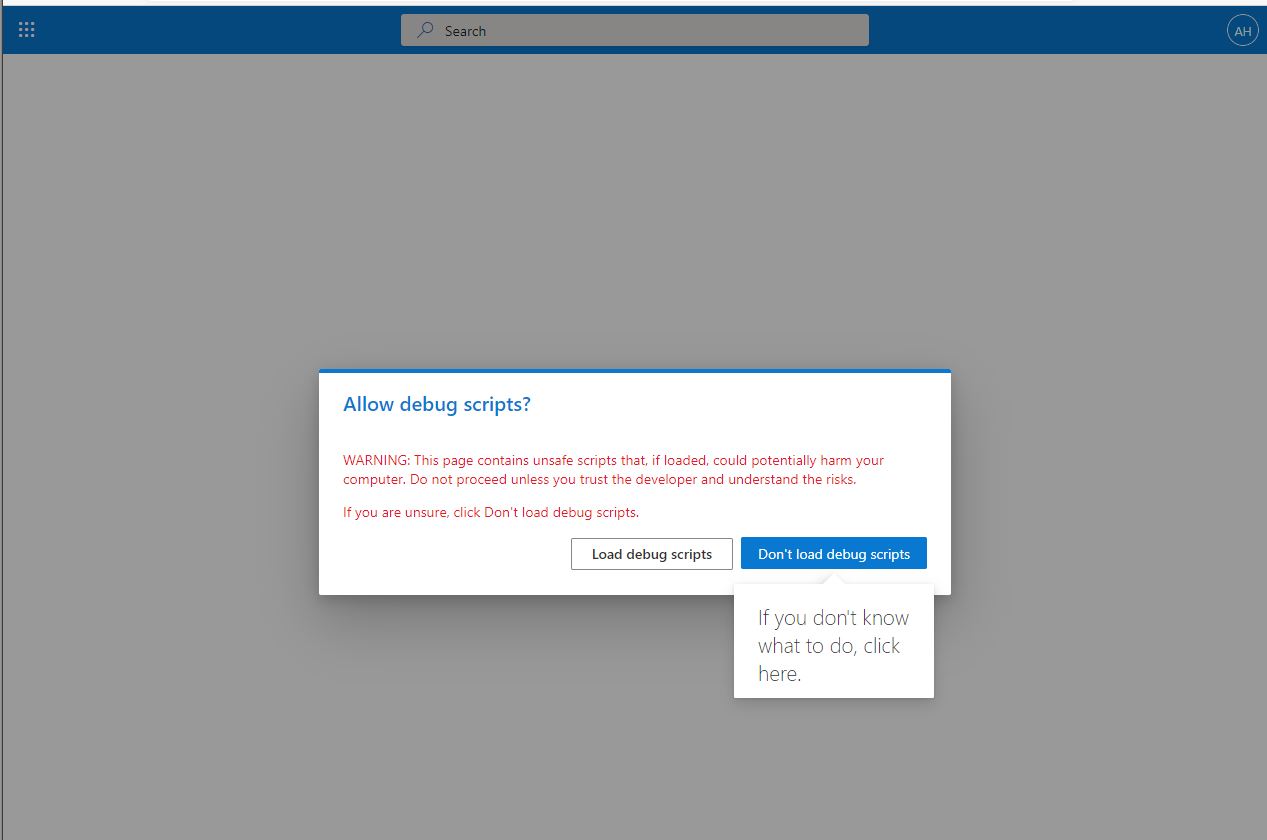 Search
AH
Allow debug scripts?
WARNING: This page contains unsafe scripts that, if loaded, could potentially harm your
computer. Do not proceed unless you trust the developer and understand the risks.
If you are unsure, click Don't load debug scripts.
Load debug scripts
Don't load debug scripts
If you don't know
what to do, click
here.